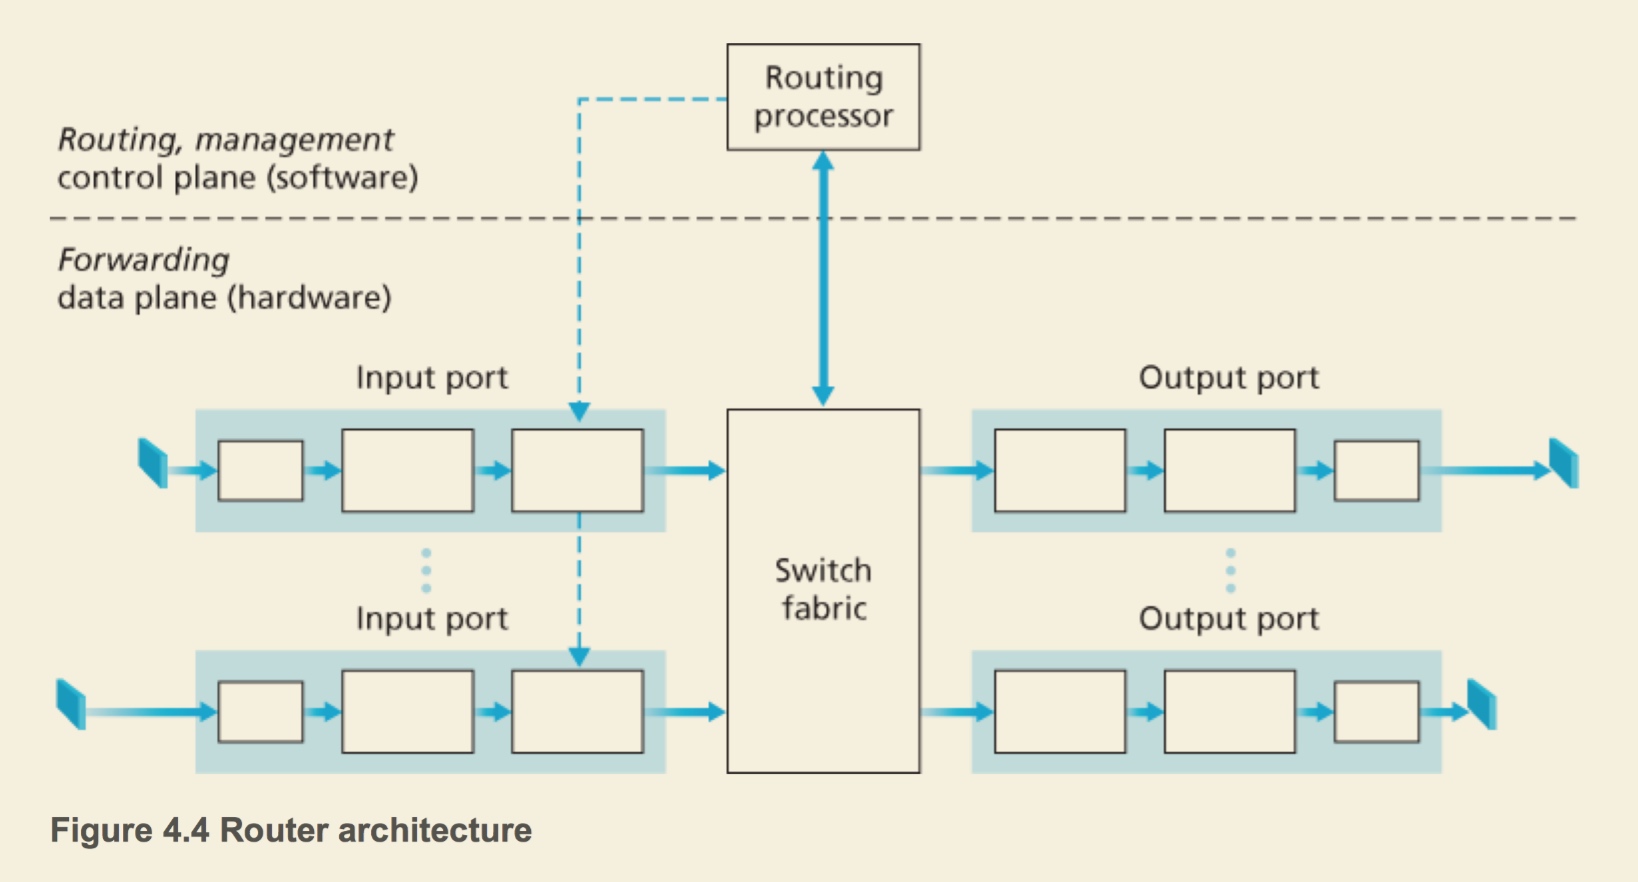 Routing
processor
Routing, management
control plane (software)
Forwarding
data plane (hardware)
Input port
Output port
Switch
fabric
Input port
Output port
Figure 4.4 Router architecture